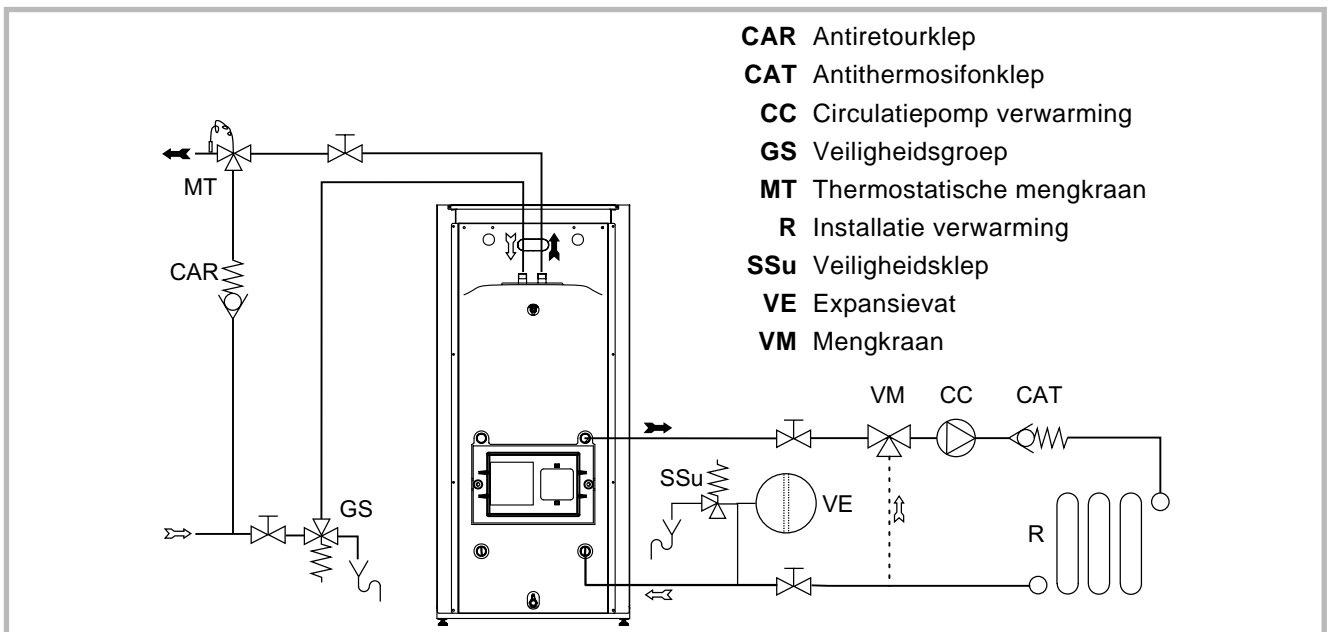 CAR Antiretourklep
CAT Antithermosifonklep
CC Circulatiepomp verwarming
GS Veiligheidsgroep
MT Thermostatische mengkraan
R Installatie verwarming
SSu Veiligheidsklep
VE Expansievat
VM Mengkraan
MT
CAR
GS
VM CC CAT
SSu
VE
R